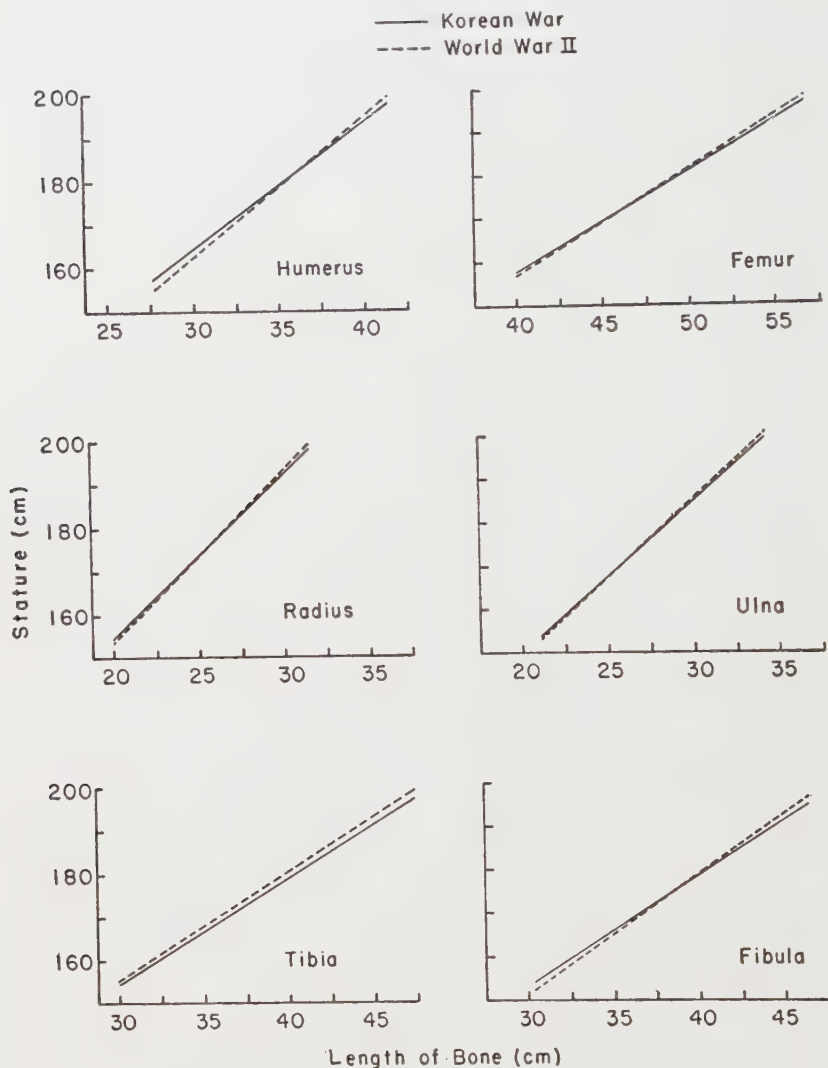 Korean War
World War II
200
180
160
Humerus
Femur
25 30 35 40
40 45 50 55
200
180
160
Radius
Ulna
20 25 30 35
20 25 30 35
200
180
160
Tibia
Fibula
30 35 40 45
30 35 40 45
Stature (cm)
Length of Bone (cm)